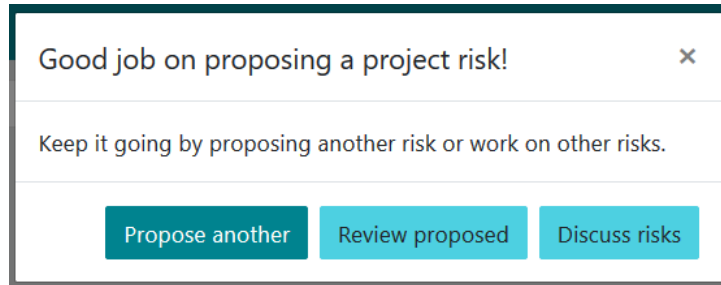 Good job on proposing a project risk! ×
Keep it going by proposing another risk or work on other risks.
Propose another Review proposed Discuss risks